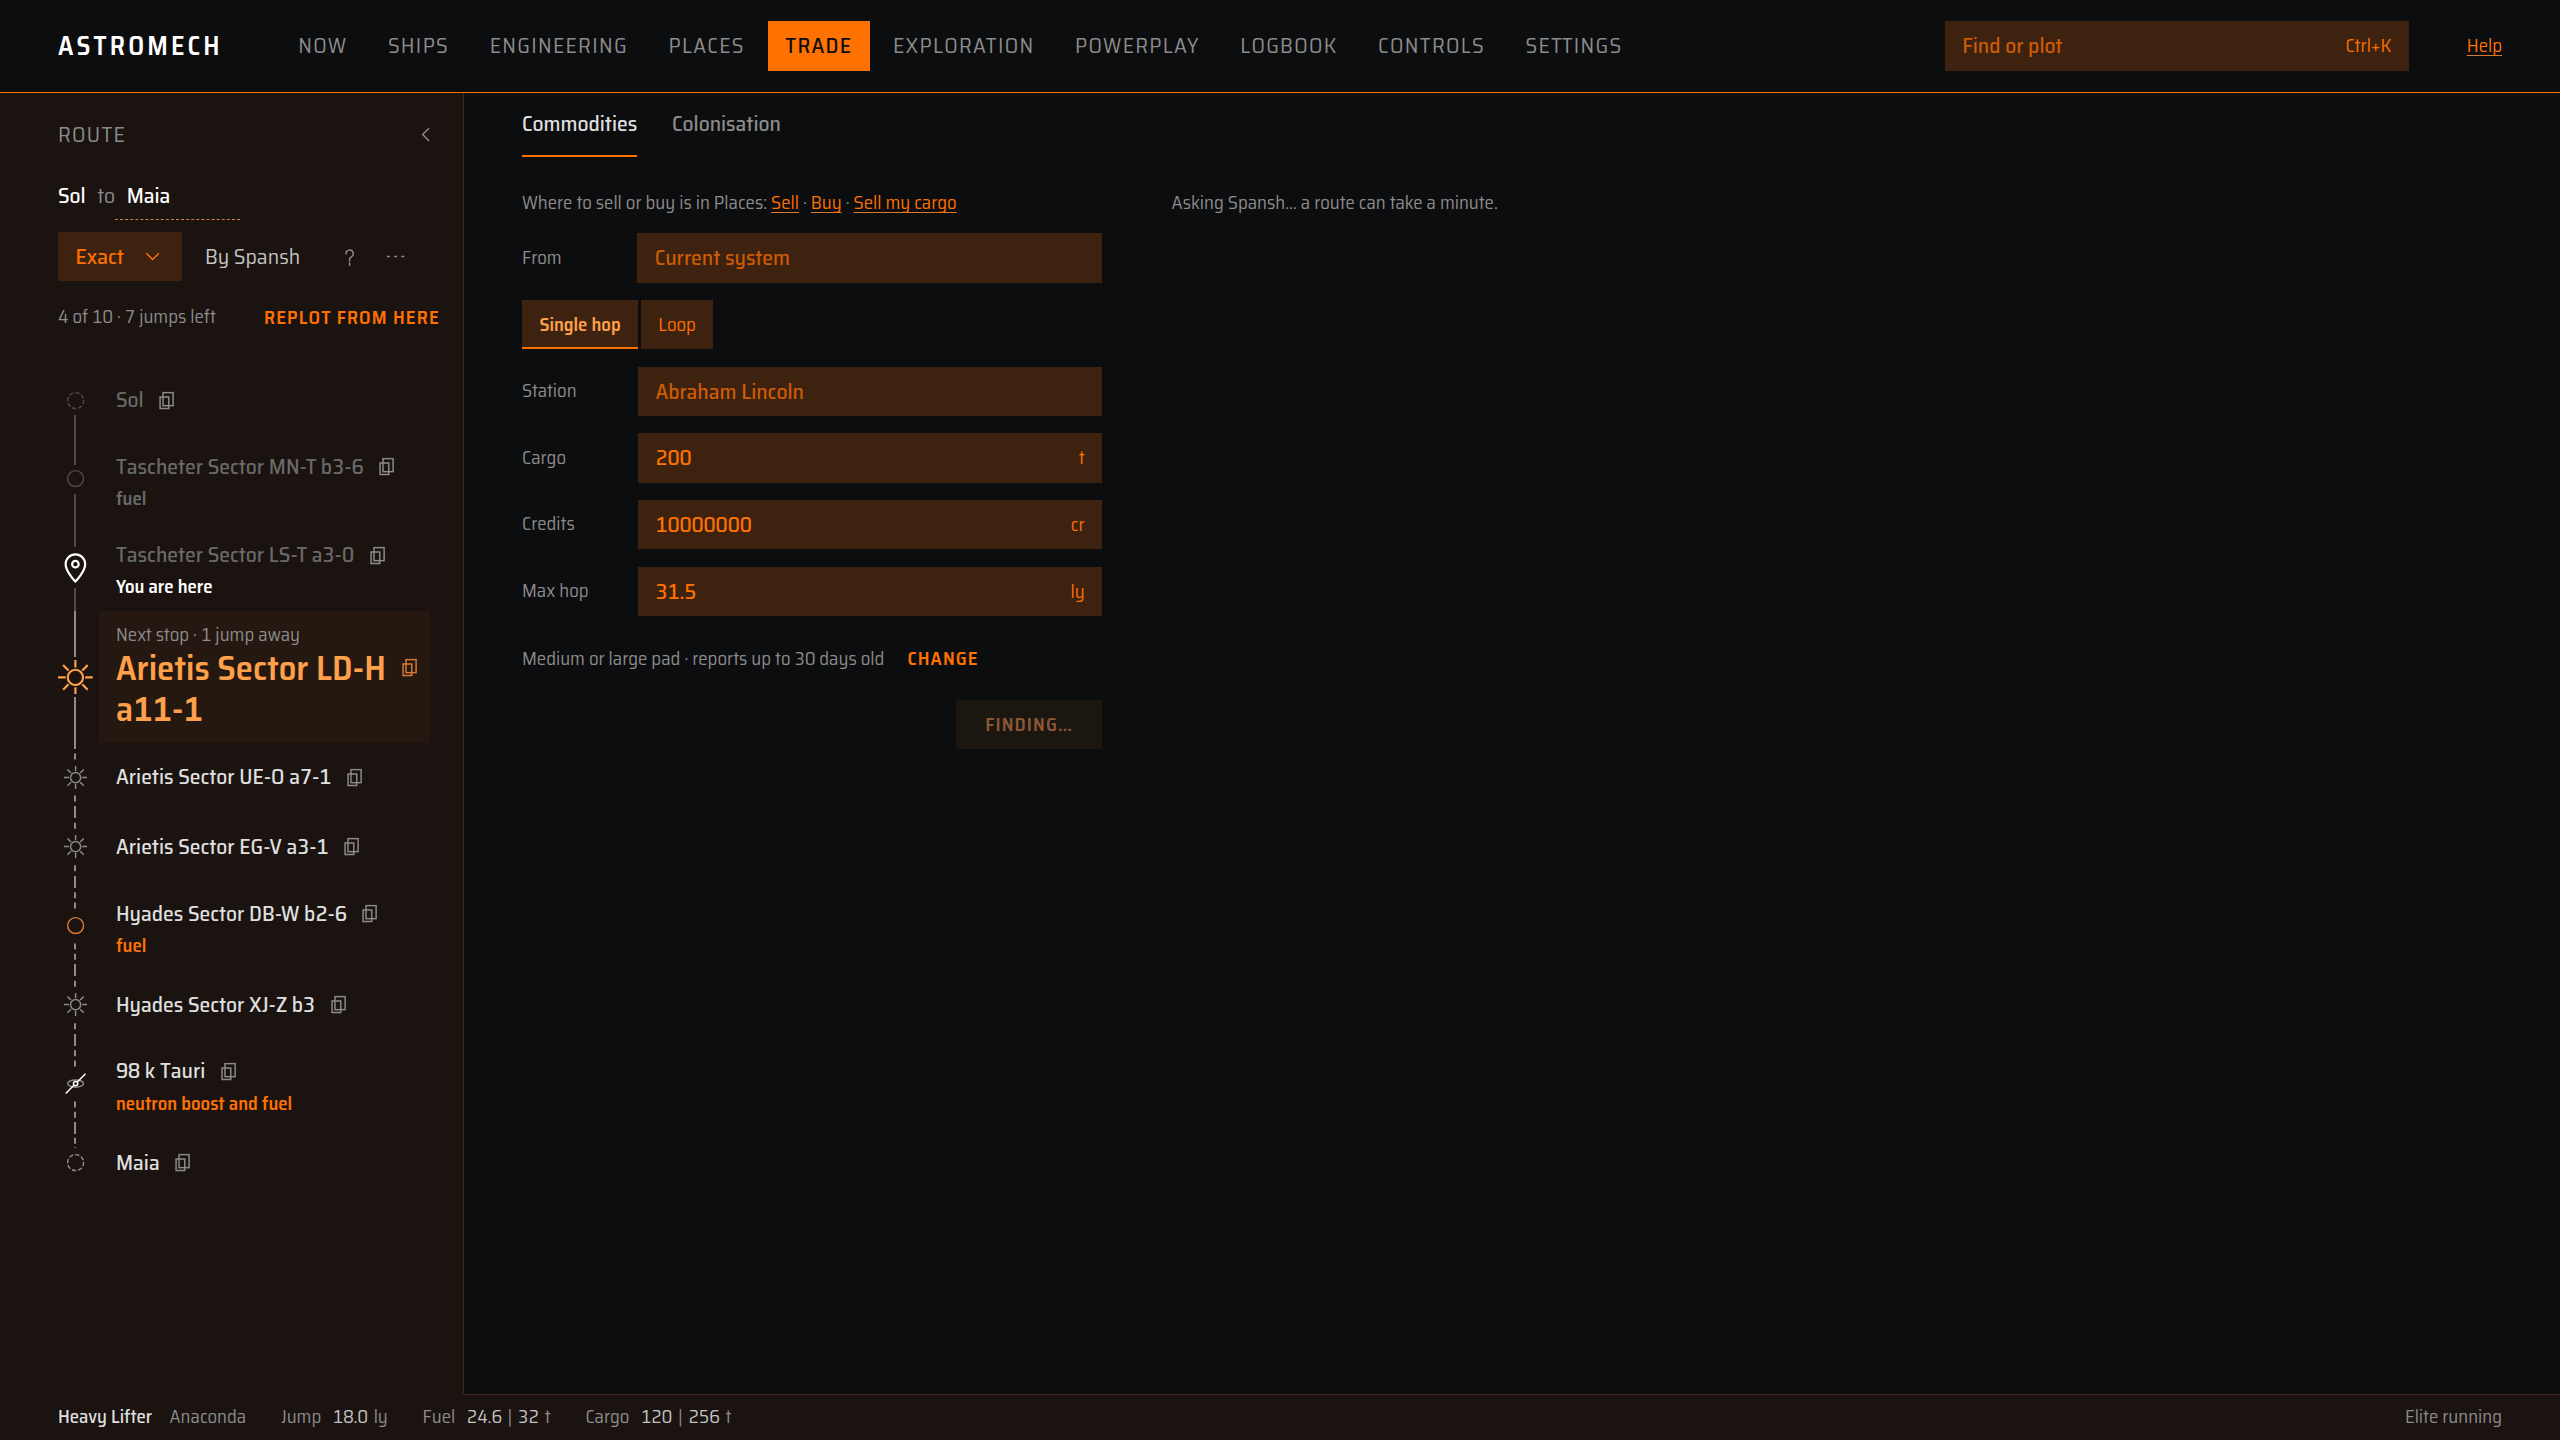 ASTROMECH NOW SHIPS ENGINEERING PLACES TRADE EXPLORATION POWERPLAY LOGBOOK CONTROLS SETTINGS Find or plot Ctrl+K Help
ROUTE
Sol to Maia
Exact By Spansh ? ---
4 of 10 · 7 jumps left REPLOT FROM HERE
Sol
Tascheter Sector MN-T b3-6
fuel
Tascheter Sector LS-T a3-0
You are here
Next stop · 1 jump away
Arietis Sector LD-H
a11-1
Arietis Sector UE-O a7-1
Arietis Sector EG-V a3-1
Hyades Sector DB-W b2-6
fuel
Hyades Sector XJ-Z b3
98 k Tauri
neutron boost and fuel
Maia
Commodities Colonisation
Where to sell or buy is in Places: Sell · Buy · Sell my cargo
From Current system
Single hop Loop
Station Abraham Lincoln
Cargo 200 t
Credits 10000000 cr
Max hop 31.5 ly
Medium or large pad · reports up to 30 days old CHANGE
FINDING...
Asking Spansh... a route can take a minute.
Heavy Lifter Anaconda Jump 18.0 ly Fuel 24.6 | 32 t Cargo 120 | 256 t Elite running